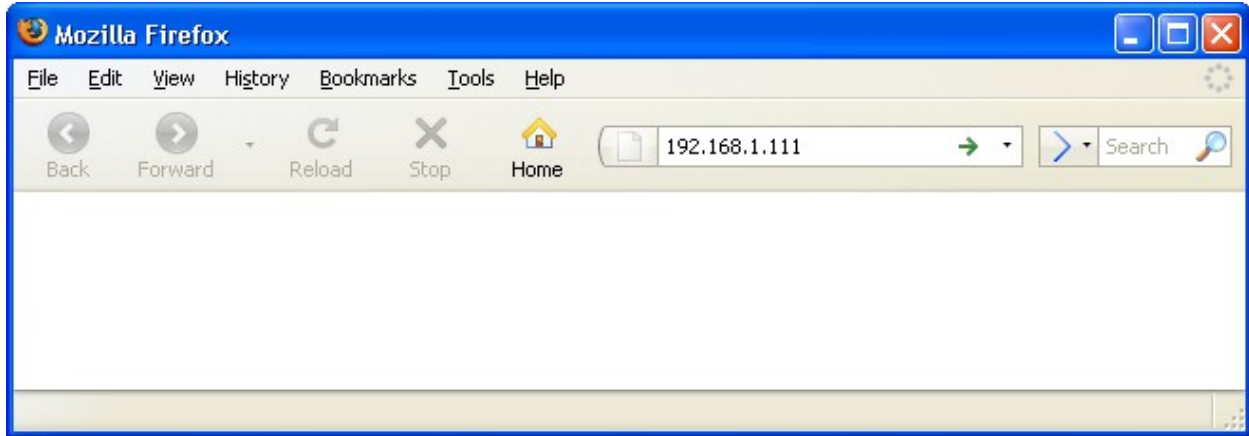 Mozilla Firefox
File Edit View History Bookmarks Tools Help
Back Forward Reload Stop Home 192.168.1.111 Search